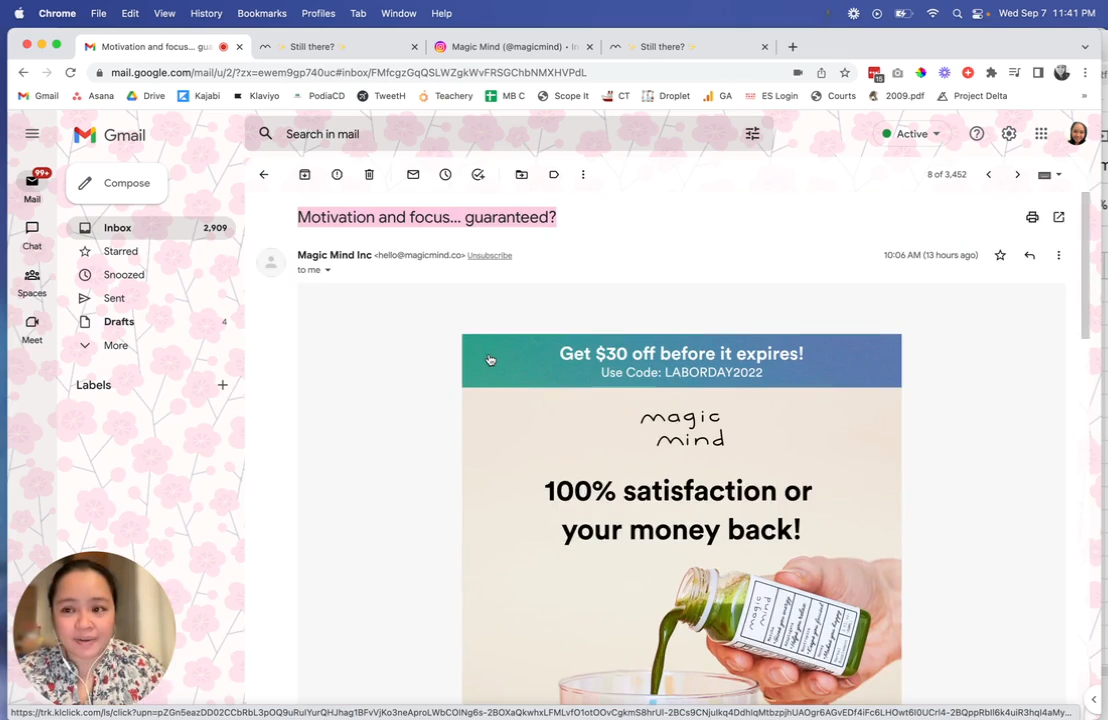 Chrome File Edit View History Bookmarks Profiles Tab Window Help Wed Sep 7 11:41 PM
Motivation and focus... gua Still there? Magic Mind (@magicmind) • In Still there?
mail.google.com/mail/u/2/?zx=ewem9gp740uc#inbox/FMfcgzGqQSLWZgkWvFRSGChbNMXHVPdL
15
Gmail Asana Drive Kajabi Klaviyo PodiaCD TweetH Teachery MB C Scope It CT Droplet GA ES Login Courts 2009.pdf Project Delta »
Gmail
Search in mail
Active
99+
Mail
Chat
Spaces
Meet
Compose
8 of 3,452
Inbox 2,909
Starred
Snoozed
Sent
Drafts 4
More
Labels
Motivation and focus... guaranteed?
Magic Mind Inc <hello@magicmind.co> Unsubscribe
10:06 AM (13 hours ago)
to me
Get $30 off before it expires!
Use Code: LABORDAY2022
magic
mind
100% satisfaction or
your money back!
magic
mind